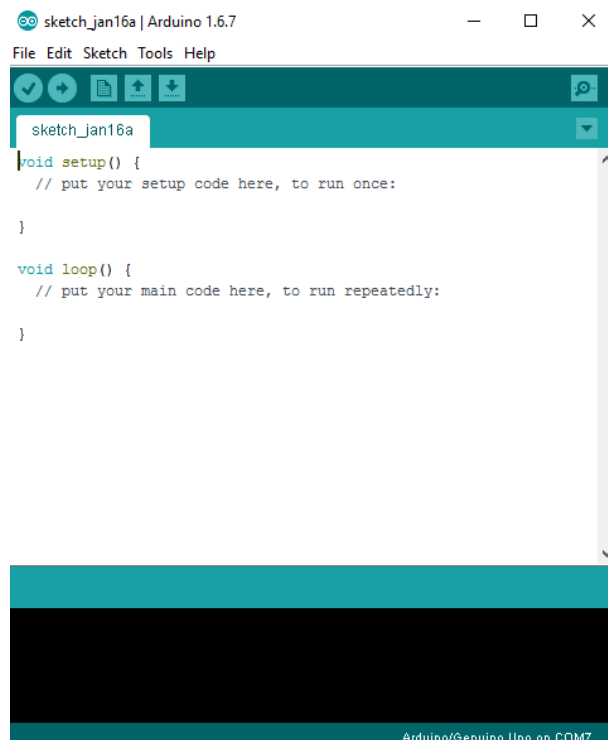 sketch_jan16a | Arduino 1.6.7
File Edit Sketch Tools Help
sketch_jan16a
void setup() {
  // put your setup code here, to run once:
}
void loop() {
  // put your main code here, to run repeatedly:
}
Arduino/Genuino Uno on COM7